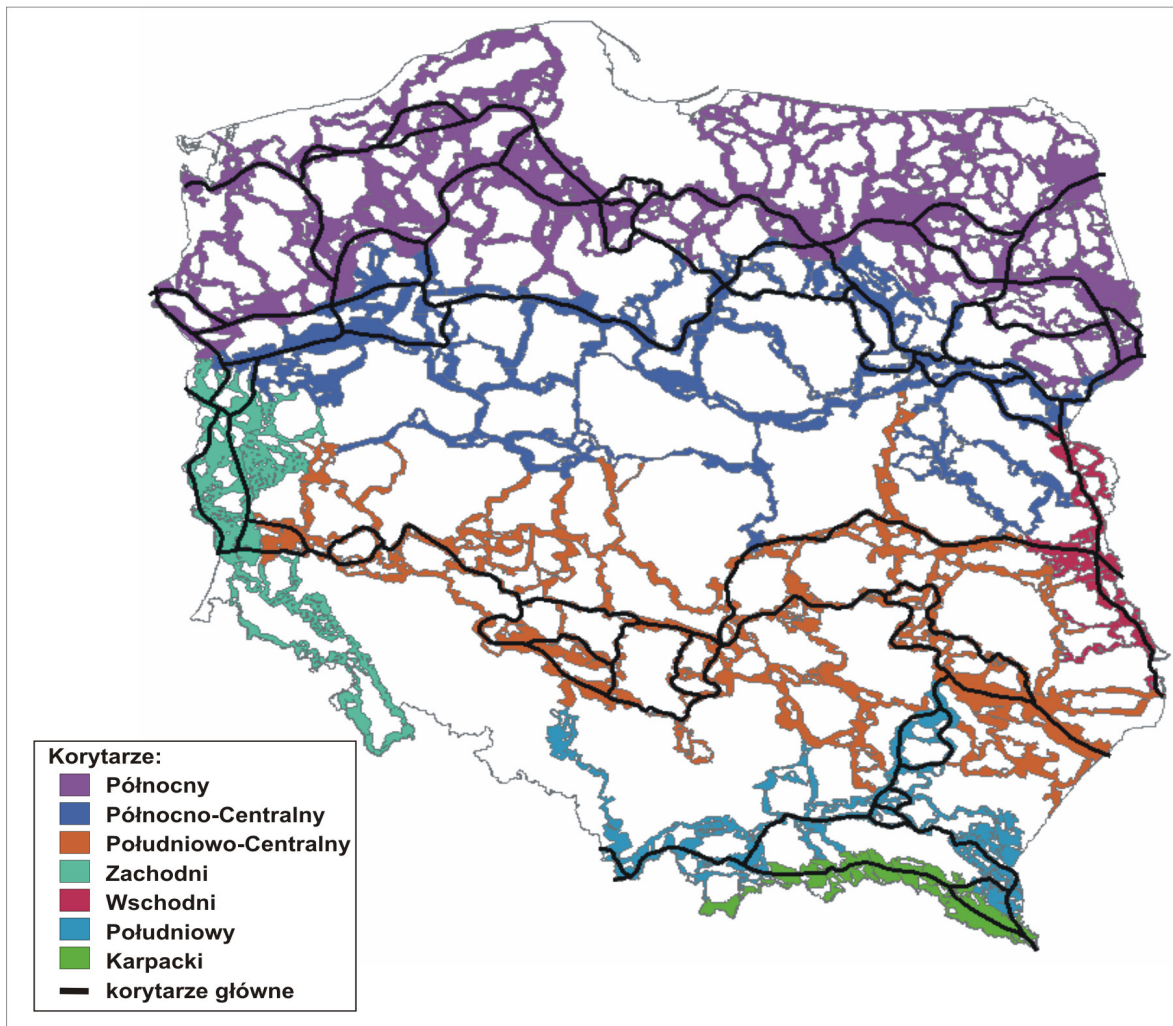 Korytarze:
Północny
Północno-Centralny
Południowo-Centralny
Zachodni
Wschodni
Południowy
Karpacki
korytarze główne